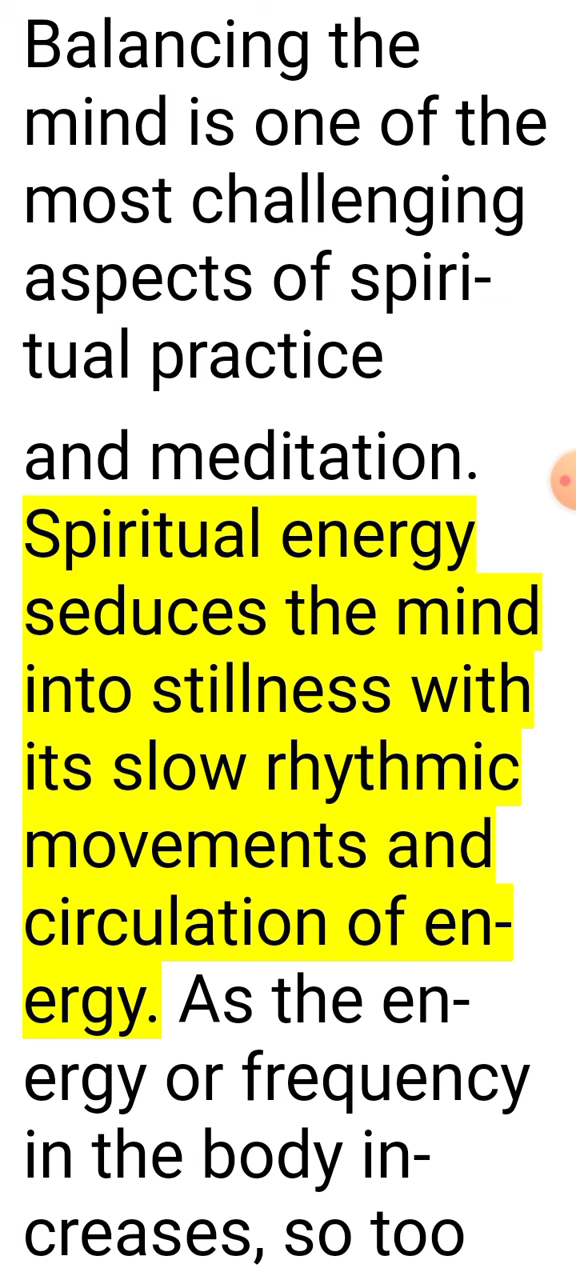 Balancing the
mind is one of the
most challenging
aspects of spiri-
tual practice
and meditation.
Spiritual energy
seduces the mind
into stillness with
its slow rhythmic
movements and
circulation of en-
ergy. As the en-
ergy or frequency
in the body in-
creases, so too